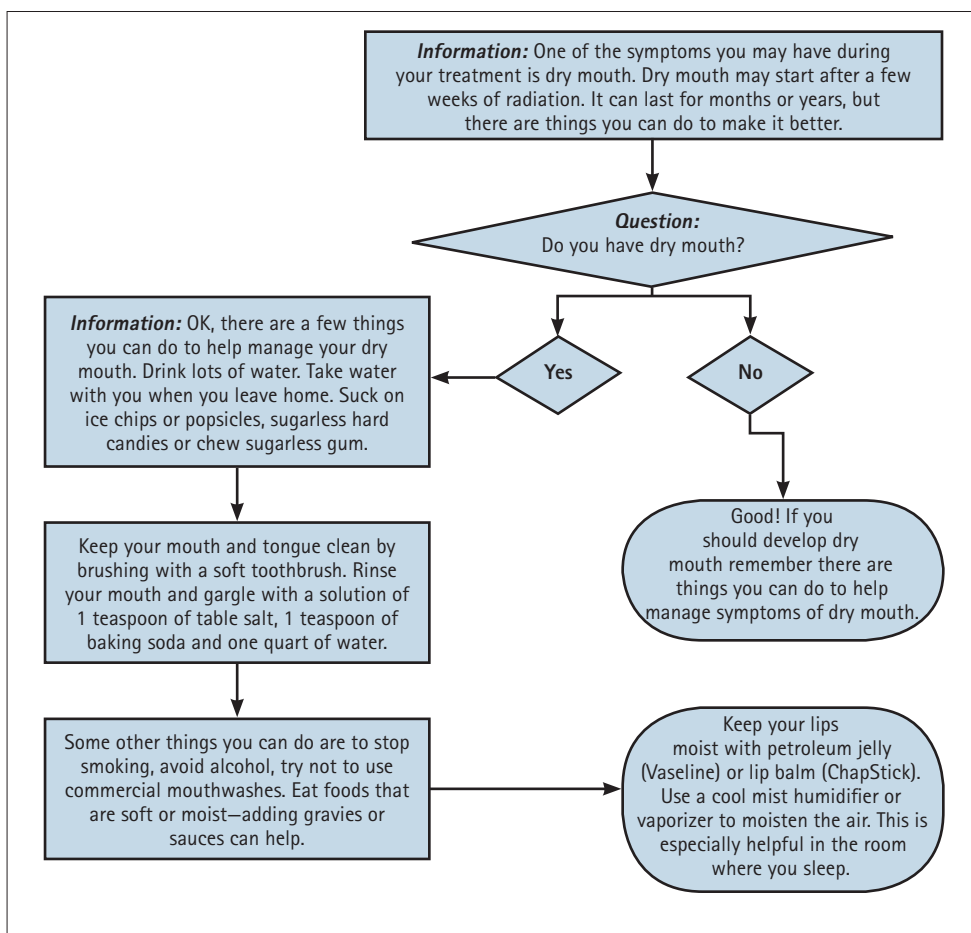 Information: One of the symptoms you may have during
your treatment is dry mouth. Dry mouth may start after a few
weeks of radiation. It can last for months or years, but
there are things you can do to make it better.
Question:
Do you have dry mouth?
Yes
No
Information: OK, there are a few things
you can do to help manage your dry
mouth. Drink lots of water. Take water
with you when you leave home. Suck on
ice chips or popsicles, sugarless hard
candies or chew sugarless gum.
Good! If you
should develop dry
mouth remember there are
things you can do to help
manage symptoms of dry mouth.
Keep your mouth and tongue clean by
brushing with a soft toothbrush. Rinse
your mouth and gargle with a solution of
1 teaspoon of table salt, 1 teaspoon of
baking soda and one quart of water.
Some other things you can do are to stop
smoking, avoid alcohol, try not to use
commercial mouthwashes. Eat foods that
are soft or moist—adding gravies or
sauces can help.
Keep your lips
moist with petroleum jelly
(Vaseline) or lip balm (ChapStick).
Use a cool mist humidifier or
vaporizer to moisten the air. This is
especially helpful in the room
where you sleep.